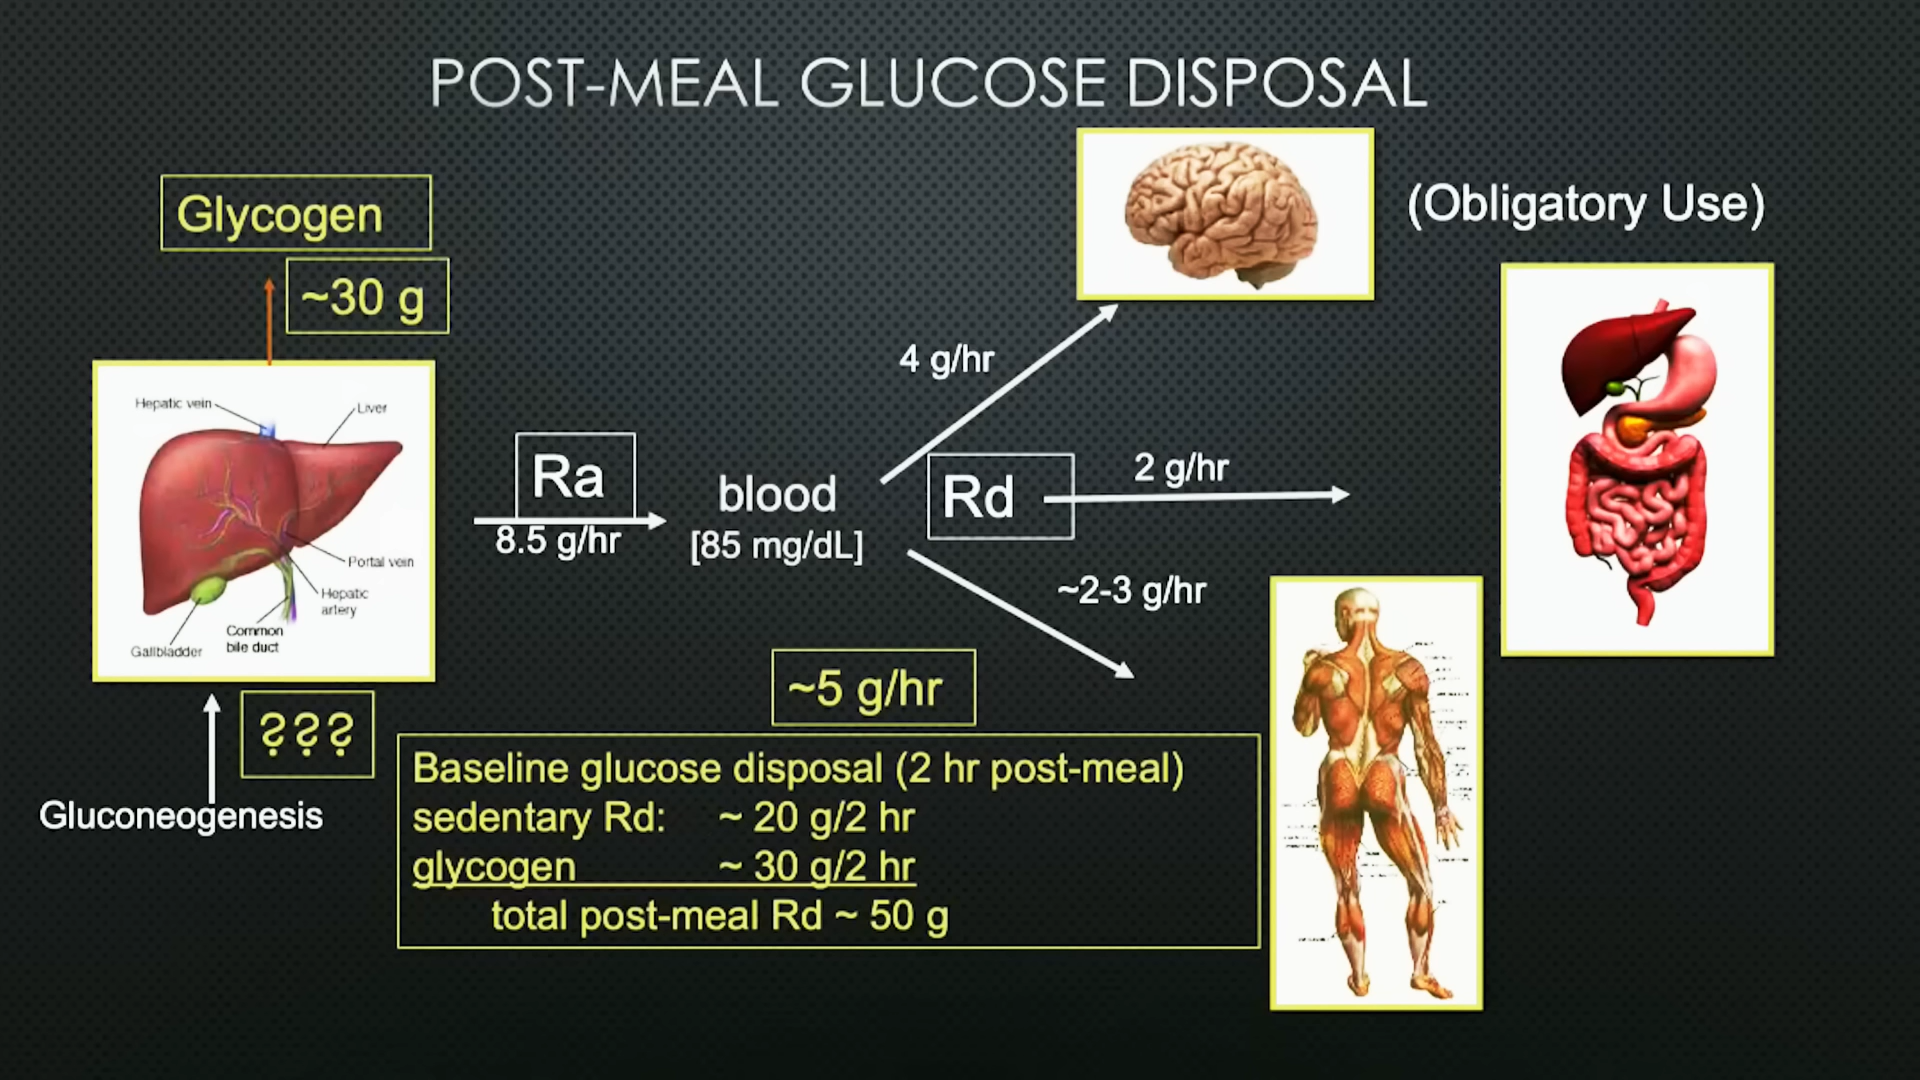 POST-MEAL GLUCOSE DISPOSAL
Glycogen
~30 g
(Obligatory Use)
4 g/hr
Hepatic vein
Liver
Portal vein
Hepatic
artery
Common
bile duct
Gallbladder
Ra
8.5 g/hr
blood
[85 mg/dL]
Rd
2 g/hr
~2-3 g/hr
~5 g/hr
???
Gluconeogenesis
Baseline glucose disposal (2 hr post-meal)
sedentary Rd: ~ 20 g/2 hr
glycogen ~ 30 g/2 hr
total post-meal Rd ~ 50 g